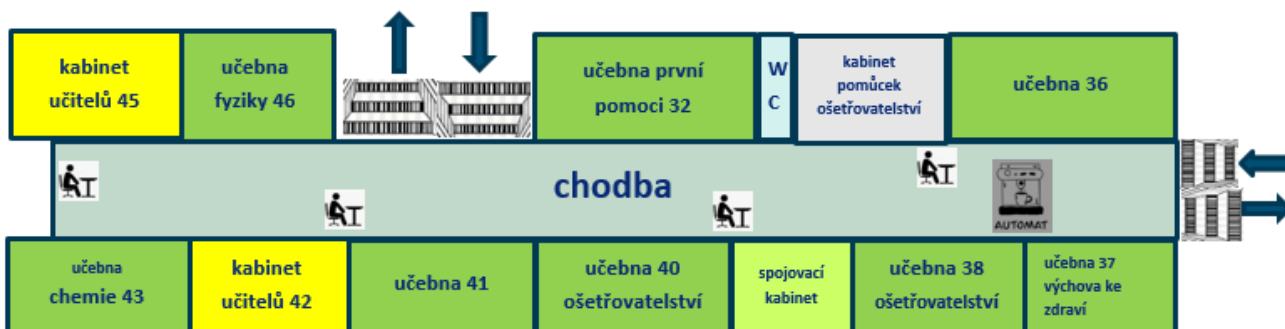 kabinet
učitelů 45
učebna
fyziky 46
učebna první
pomoci 32
W
C
kabinet
pomůcek
ošetřovatelství
učebna 36
chodba
AUTOMAT
učebna
chemie 43
kabinet
učitelů 42
učebna 41
učebna 40
ošetřovatelství
spojovací
kabinet
učebna 38
ošetřovatelství
učebna 37
výchova ke
zdraví